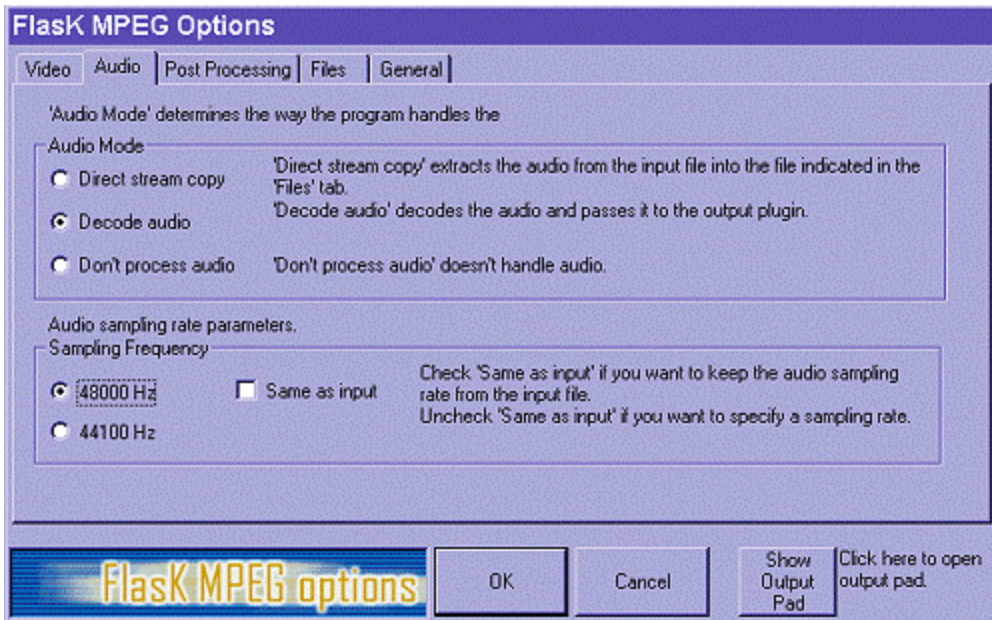 FlasK MPEG Options
Video
Audio
Post Processing
Files
General
'Audio Mode' determines the way the program handles the
Audio Mode
Direct stream copy
'Direct stream copy' extracts the audio from the input file into the file indicated in the
'Files' tab.
Decode audio
'Decode audio' decodes the audio and passes it to the output plugin.
Don't process audio
'Don't process audio' doesn't handle audio.
Audio sampling rate parameters.
Sampling Frequency
48000 Hz
Same as input
Check 'Same as input' if you want to keep the audio sampling
rate from the input file.
Uncheck 'Same as input' if you want to specify a sampling rate.
44100 Hz
FlasK MPEG options
OK
Cancel
Show
Output
Pad
Click here to open
output pad.